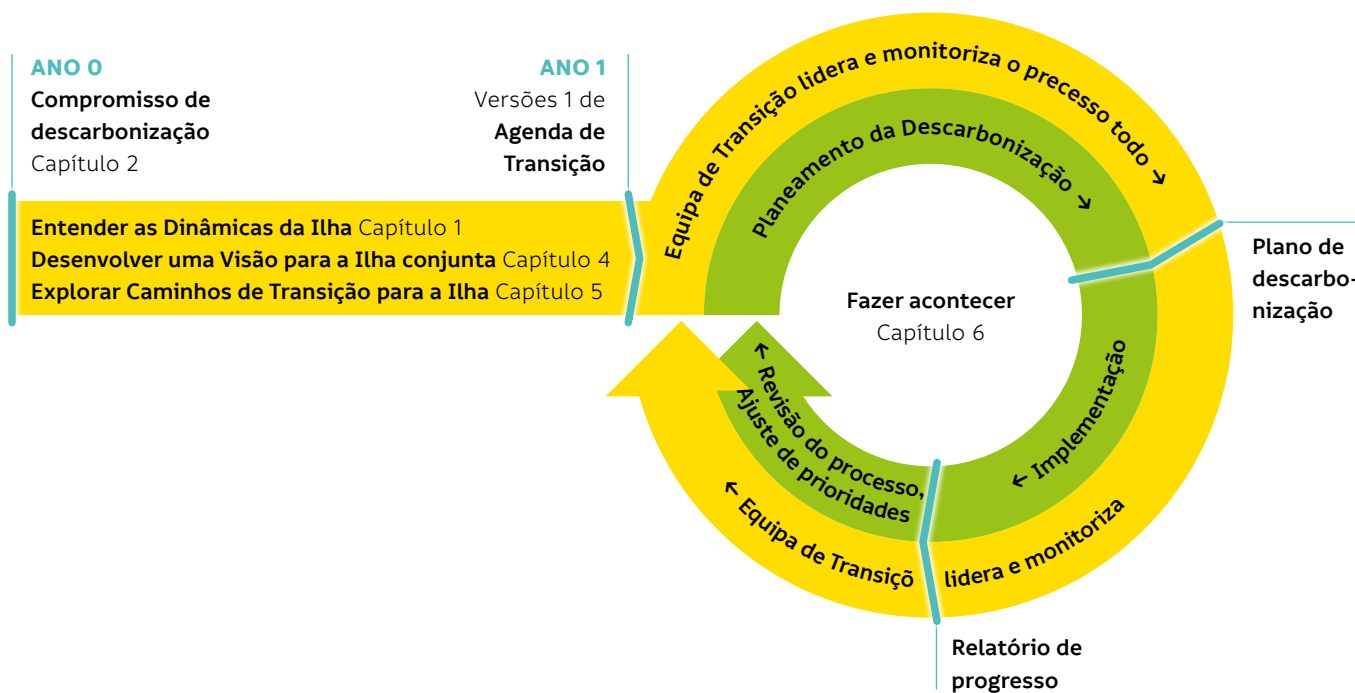 ANO 0
Compromisso de
descarbonização
Capítulo 2
ANO 1
Versões 1 de
Agenda de
Transição
Entender as Dinâmicas da Ilha Capítulo 1
Desenvolver uma Visão para a Ilha conjunta Capítulo 4
Explorar Caminhos de Transição para a Ilha Capítulo 5
Equipa de Transição lidera e monitoriza o precesso todo →
Planeamento da Descarbonização →
Fazer acontecer
Capítulo 6
Plano de
descarbo-
nização
← Implementação
← Revisão do processo,
Ajuste de prioridades
← Equipa de Transiçõ lidera e monitoriza
Relatório de
progresso